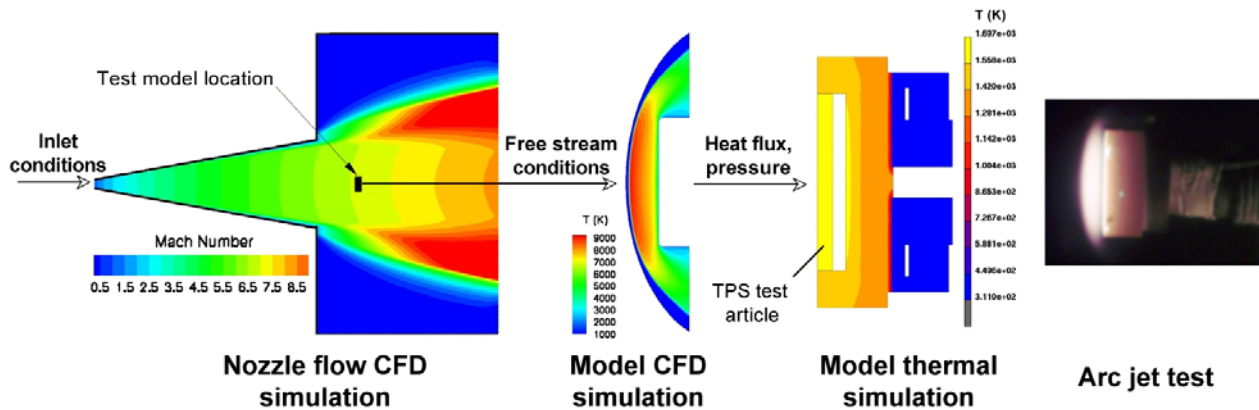 Test model location
Inlet
conditions
Mach Number
0.5 1.5 2.5 3.5 4.5 5.5 6.5 7.5 8.5
Nozzle flow CFD
simulation
Free stream
conditions
T (K)
9000
8000
7000
6000
5000
4000
3000
2000
1000
Model CFD
simulation
Heat flux,
pressure
TPS test
article
T (K)
1.697e+03
1.558e+03
1.420e+03
1.281e+03
1.142e+03
1.004e+03
8.653e+02
7.267e+02
5.881e+02
4.496e+02
3.110e+02
Model thermal
simulation
Arc jet test